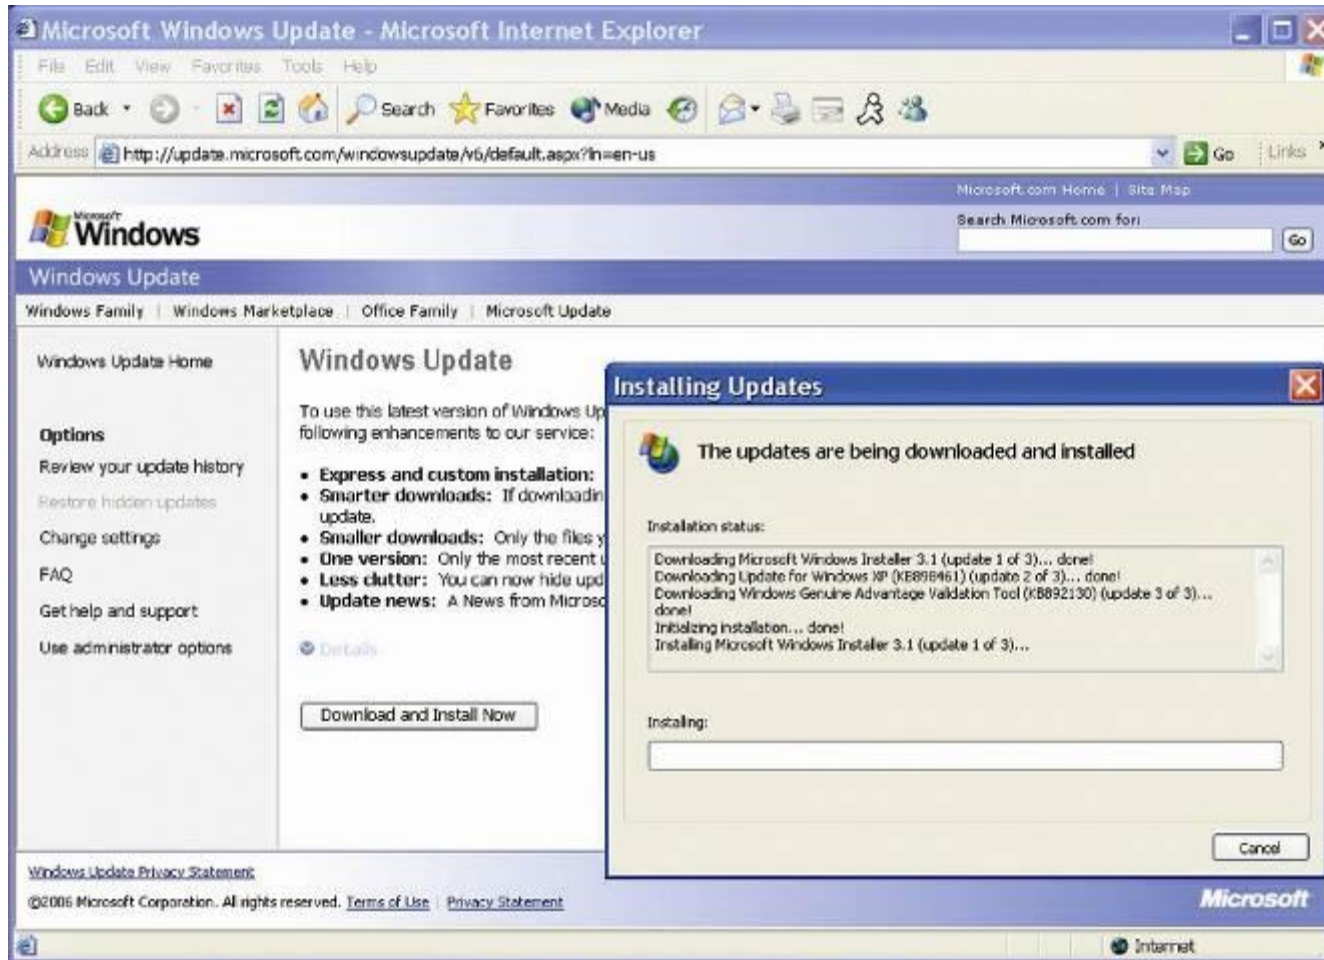 Microsoft Windows Update - Microsoft Internet Explorer
File Edit View Favorites Tools Help
Back Search Favorites Media
Address http://update.microsoft.com/windowsupdate/v6/default.aspx?ln=en-us Go Links
Microsoft.com Home | Site Map
Microsoft Windows
Search Microsoft.com for:
Go
Windows Update
Windows Family | Windows Marketplace | Office Family | Microsoft Update
Windows Update Home
Options
Review your update history
Restore hidden updates
Change settings
FAQ
Get help and support
Use administrator options
Windows Update
To use this latest version of Windows Up
following enhancements to our service:
• Express and custom installation:
• Smarter downloads: If downloadin
update.
• Smaller downloads: Only the files y
• One version: Only the most recent u
• Less clutter: You can now hide upd
• Update news: A News from Microso
Details
Download and Install Now
Installing Updates
The updates are being downloaded and installed
Installation status:
Downloading Microsoft Windows Installer 3.1 (update 1 of 3)... done!
Downloading Update for Windows XP (KB898461) (update 2 of 3)... done!
Downloading Windows Genuine Advantage Validation Tool (KB892130) (update 3 of 3)...
done!
Initializing installation... done!
Installing Microsoft Windows Installer 3.1 (update 1 of 3)...
Installing:
Cancel
Windows Update Privacy Statement
©2006 Microsoft Corporation. All rights reserved. Terms of Use | Privacy Statement
Microsoft
Internet